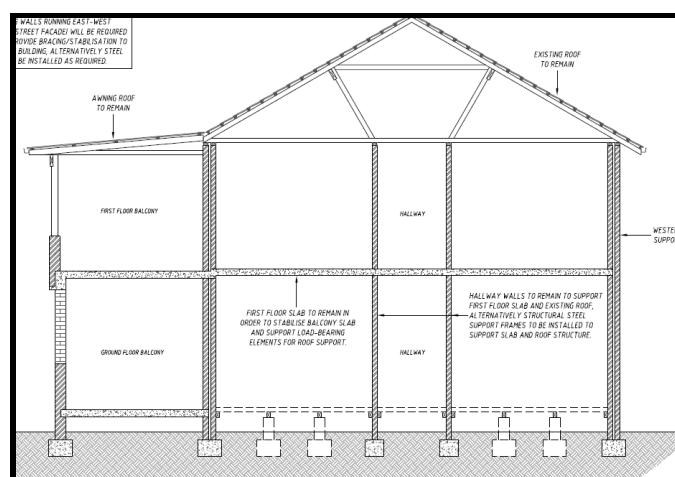 WALLS RUNNING EAST-WEST
STREET FACADE) WILL BE REQUIRED
PROVIDE BRACING/STABILISATION TO
BUILDING, ALTERNATIVELY STEEL
BE INSTALLED AS REQUIRED.
AWNING ROOF
TO REMAIN
EXISTING ROOF
TO REMAIN
FIRST FLOOR BALCONY
HALLWAY
WESTE
SUPPO
FIRST FLOOR SLAB TO REMAIN IN
ORDER TO STABILISE BALCONY SLAB
AND SUPPORT LOAD-BEARING
ELEMENTS FOR ROOF SUPPORT.
HALLWAY WALLS TO REMAIN TO SUPPORT
FIRST FLOOR SLAB AND EXISTING ROOF,
ALTERNATIVELY STRUCTURAL STEEL
SUPPORT FRAMES TO BE INSTALLED TO
SUPPORT SLAB AND ROOF STRUCTURE.
GROUND FLOOR BALCONY
HALLWAY